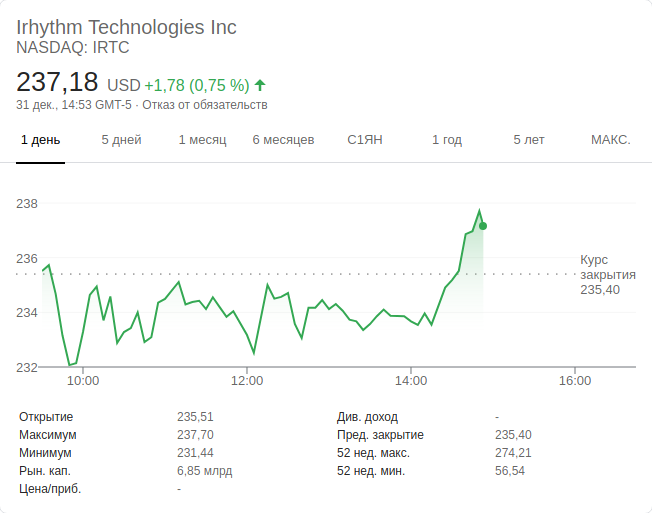 Irhythm Technologies Inc
NASDAQ: IRTC
237,18 USD +1,78 (0,75 %)
31 дек., 14:53 GMT-5 · Отказ от обязательств
1 день 5 дней 1 месяц 6 месяцев С1ЯН 1 год 5 лет МАКС.
238
236
234
232
Курс
закрытия
235,40
10:00 12:00 14:00 16:00
Открытие 235,51 Див. доход -
Максимум 237,70 Пред. закрытие 235,40
Минимум 231,44 52 нед. макс. 274,21
Рын. кап. 6,85 млрд 52 нед. мин. 56,54
Цена/приб. -